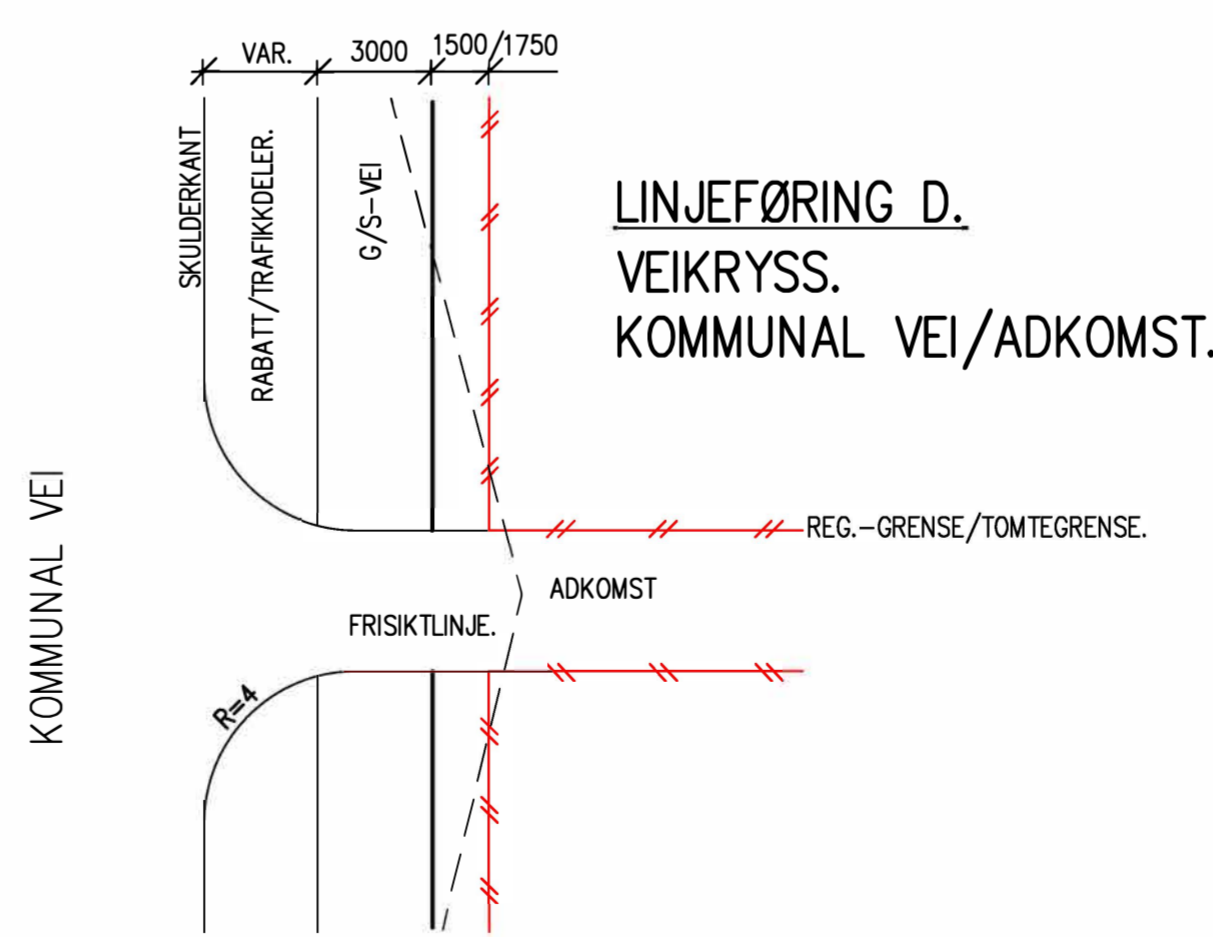 VAR.
3000
1500/1750
SKULDERKANT
RABATT/TRAFIKKDELER.
G/S-VEI
LINJEFØRING D.
VEIKRYSS.
KOMMUNAL VEI/ADKOMST.
KOMMUNAL VEI
REG.-GRENSE/TOMTEGRENSE.
ADKOMST
FRISIKTLINJE.
R=4